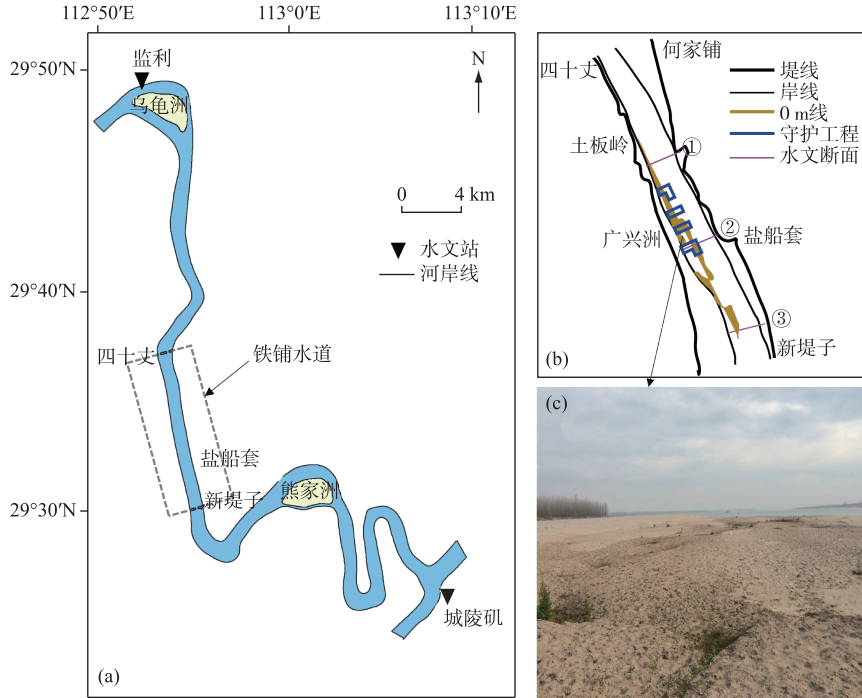 112°50′E
113°0′E
113°10′E
29°50′N
29°40′N
29°30′N
监利
乌龟洲
N
0 4 km
水文站
河岸线
四十丈
铁铺水道
盐船套
新堤子
熊家洲
城陵矶
(a)
何家铺
四十丈
土板岭
广兴洲
盐船套
新堤子
①
②
③
堤线
岸线
0 m线
守护工程
水文断面
(b)
(c)